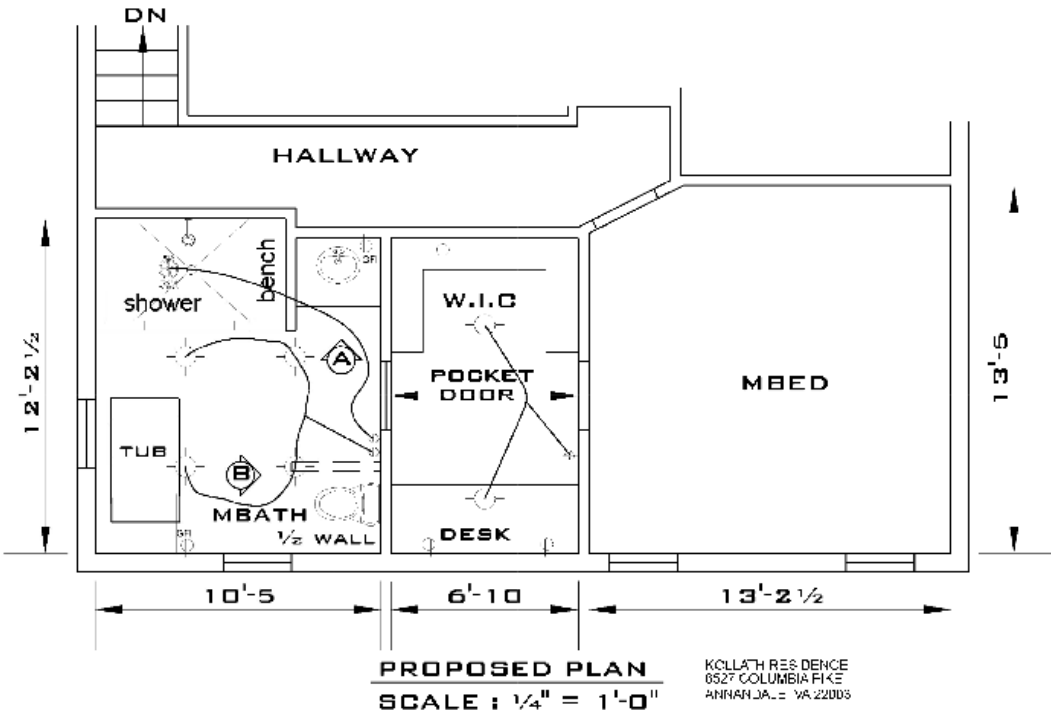 DN
HALLWAY
bench
GFI
shower
W.I.C
A
12'-2½
POCKET
DOOR
MBED
13'-5
TUB
B
MBATH
½ WALL
GFI
DESK
10'-5
6'-10
13'-2½
PROPOSED PLAN
SCALE : ¼" = 1'-0"
KOLLATH RESIDENCE
6527 COLUMBIA PIKE
ANNANDALE VA 22003